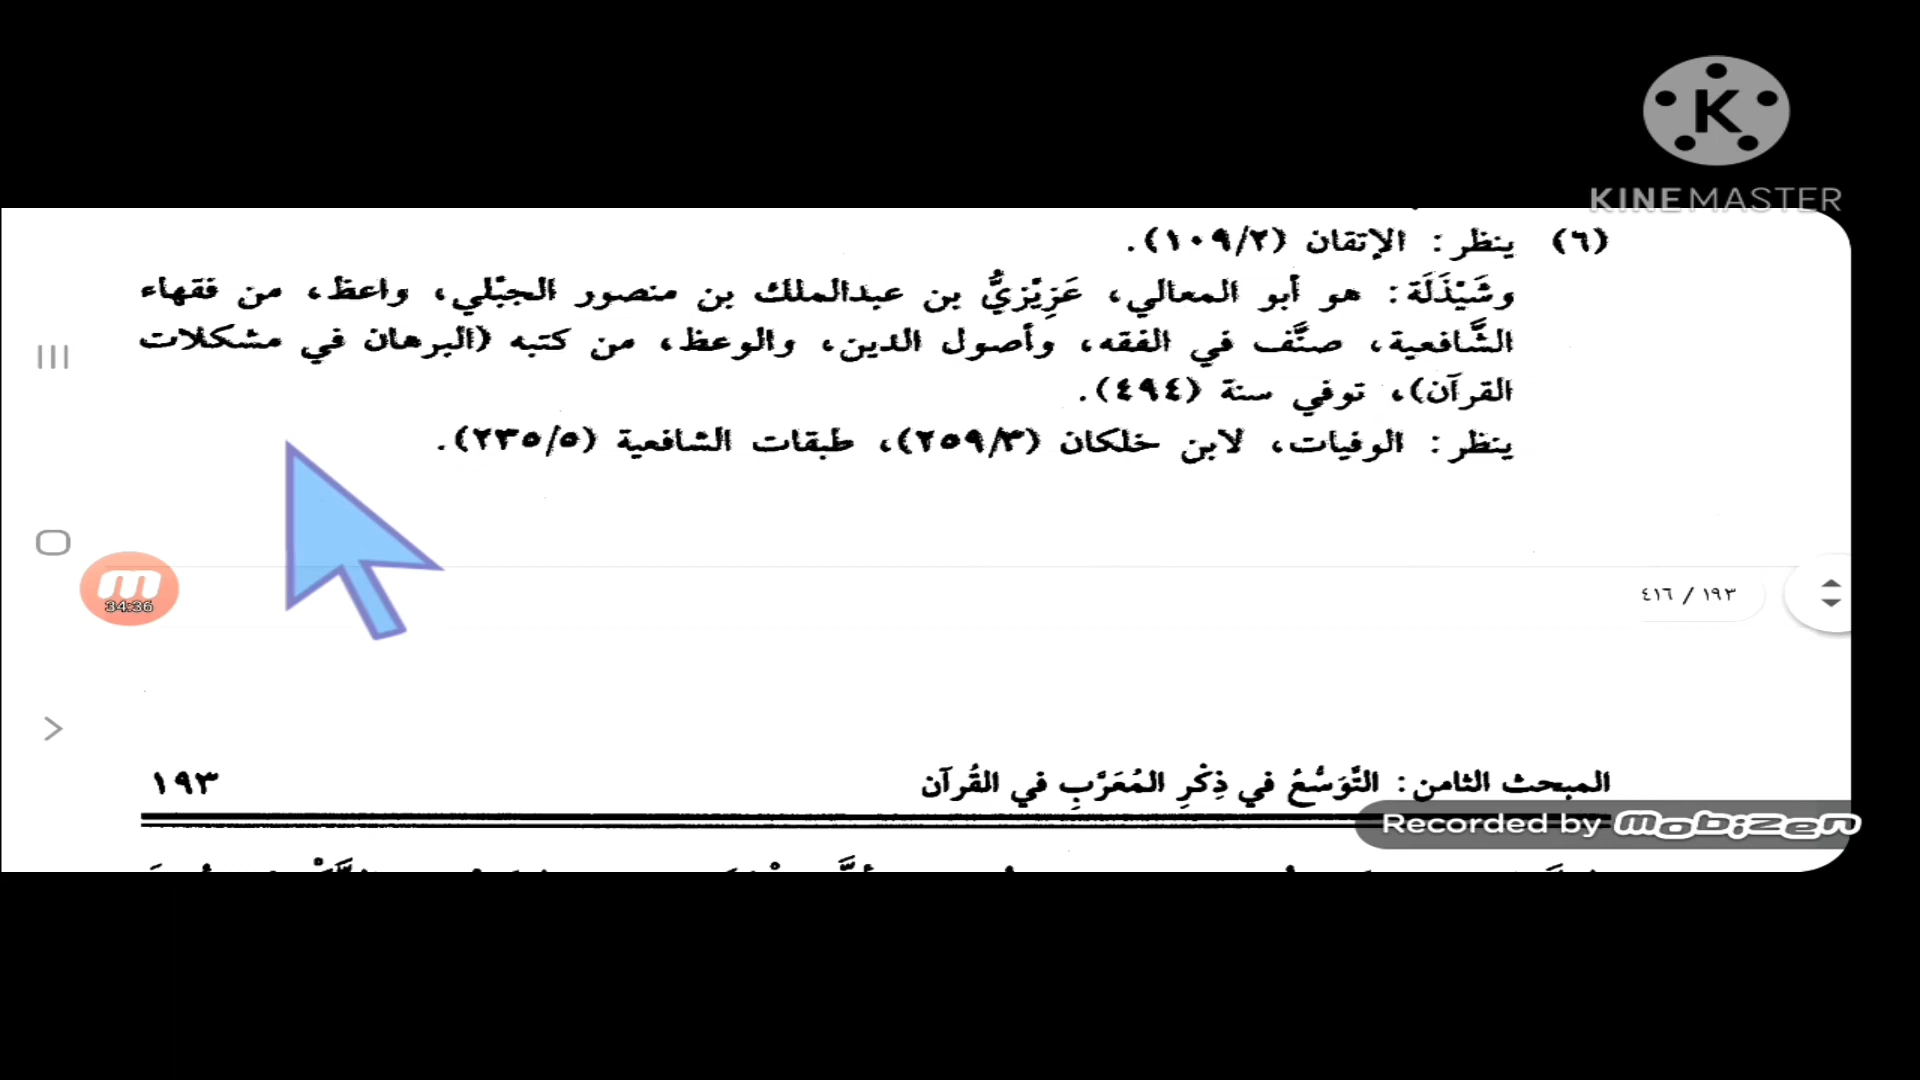 K
KINEMASTER
(٦) ينظر: الإتقان (١٠٩/٢).
وشَيْذَلَة: هو أبو المعالي، عَزِيْزيُّ بن عبدالملك بن منصور الجبْلي، واعظ، من فقهاء
الشَّافعية، صنَّف في الفقه، وأصول الدين، والوعظ، من كتبه (البرهان في مشكلات
القرآن)، توفي سنة (٤٩٤).
ينظر: الوفيات، لابن خلكان (٢٥٩/٣)، طبقات الشافعية (٢٣٥/٥).
34:36
١٩٣ / ٤١٦
المبحث الثامن: التَّوَسُّعُ في ذِكْرِ المُعَرَّبِ في القُرآن
١٩٣
Recorded by mobizen